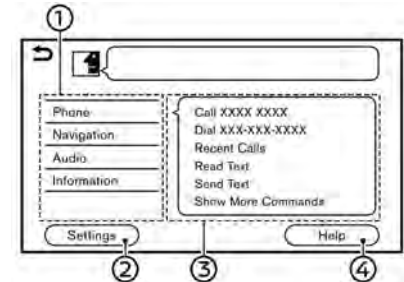 ①
Phone
Navigation
Audio
Information
Call XXXX XXXX
Dial XXX-XXX-XXXX
Recent Calls
Read Text
Send Text
Show More Commands
Settings
Help
②
③
④